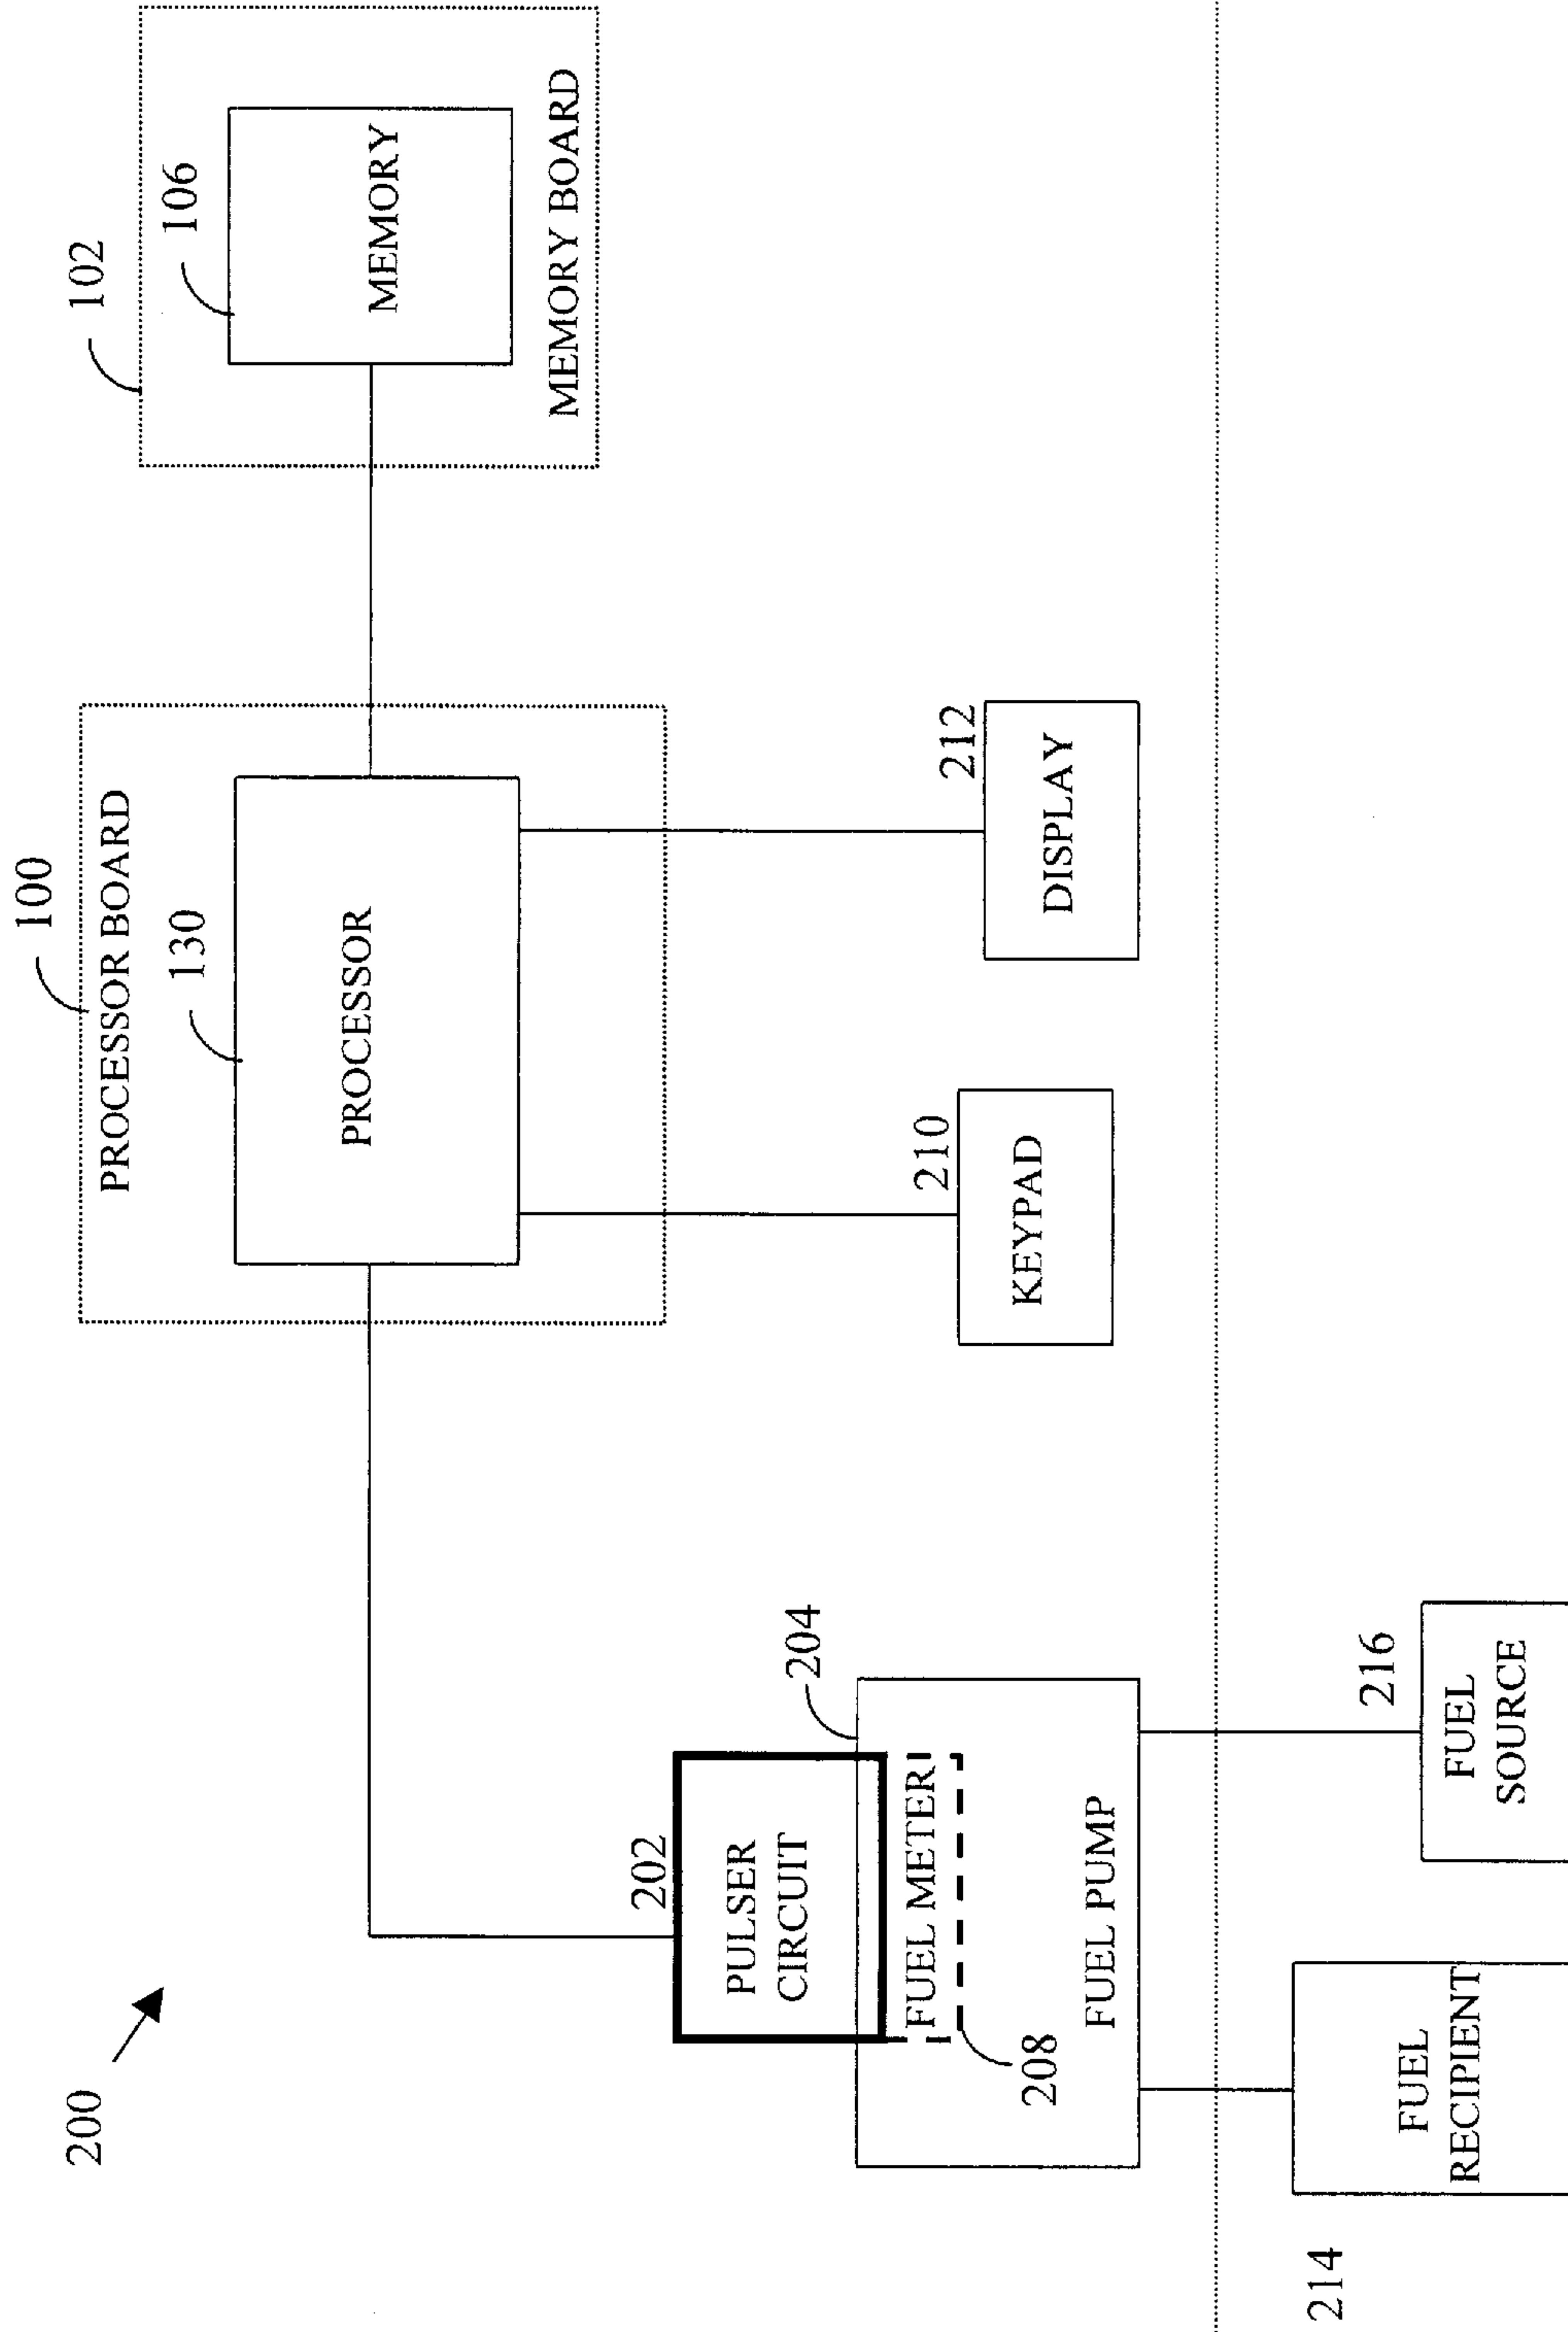 200
100
PROCESSOR BOARD
130
PROCESSOR
102
106
MEMORY
MEMORY BOARD
202
PULSER
CIRCUIT
204
FUEL METER
208
FUEL PUMP
210
KEYPAD
212
DISPLAY
214
FUEL
RECIPIENT
216
FUEL
SOURCE